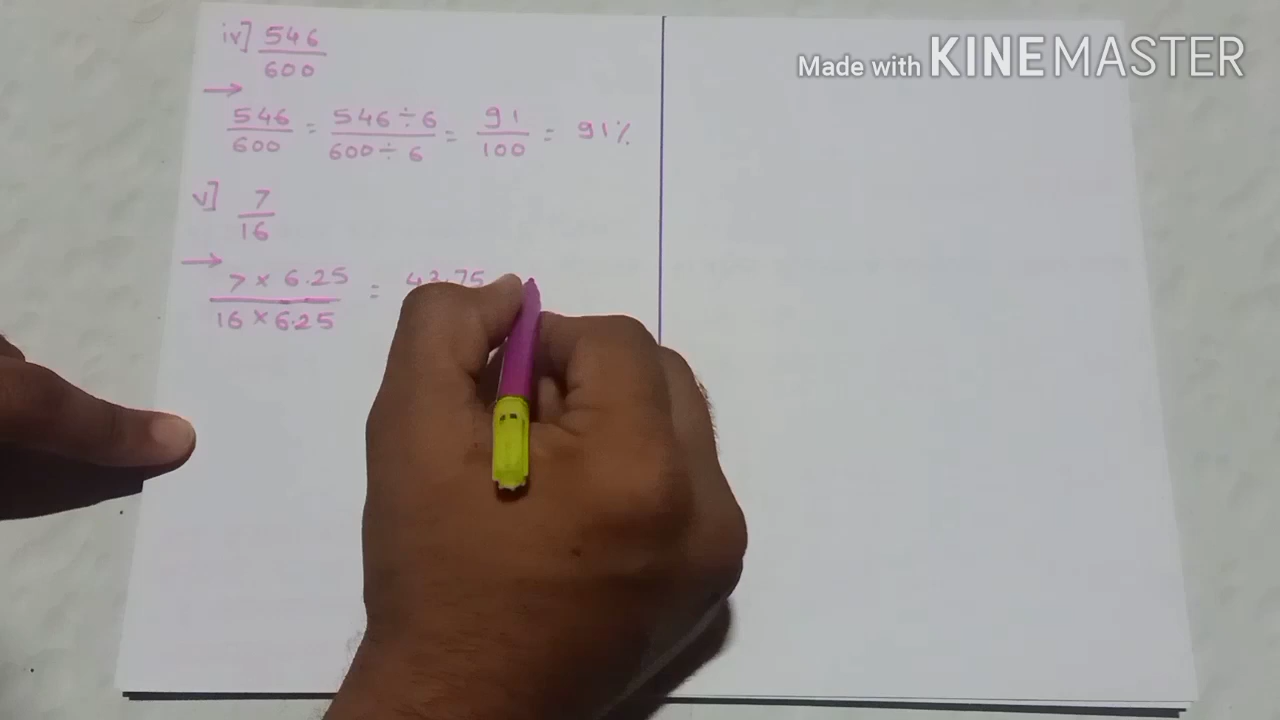 Made with KINEMASTER
iv] 546/600
→
546/600 = 546 ÷ 6/600 ÷ 6 = 91/100 = 91%
v] 7/16
→
7 × 6.25/16 × 6.25 = 43.75